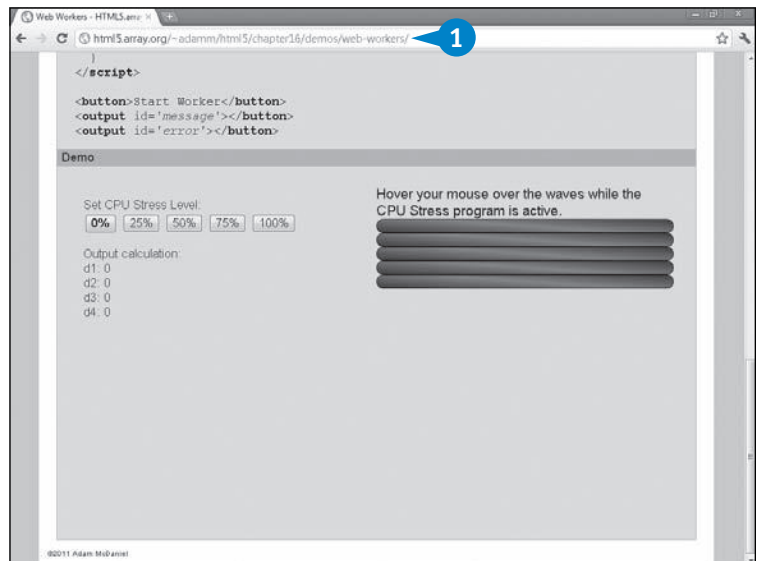 Web Workers - HTML5.array
html5.array.org/~adamm/html5/chapter16/demos/web-workers/
1
}
</script>
<button>Start Worker</button>
<output id='message'></button>
<output id='error'></button>
Demo
Set CPU Stress Level:
0% 25% 50% 75% 100%
Output calculation:
d1: 0
d2: 0
d3: 0
d4: 0
Hover your mouse over the waves while the
CPU Stress program is active.
©2011 Adam McDaniel